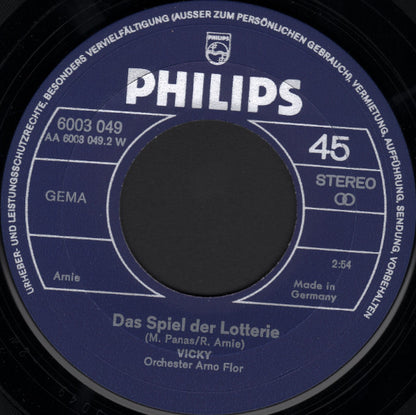 URHEBER- UND LEISTUNGSSCHUTZRECHTE, BESONDERS VERVIELFÄLTIGUNG (AUSSER ZUM PERSÖNLICHEN GEBRAUCH), VERMIETUNG, AUFFÜHRUNG, SENDUNG, VORBEHALTEN
PHILIPS
PHILIPS
6003 049
AA 6003 049.2 W
45
STEREO
GEMA
2:54
Arnie
Made in
Germany
Das Spiel der Lotterie
(M. Panas/R. Arnie)
VICKY
Orchester Arno Flor